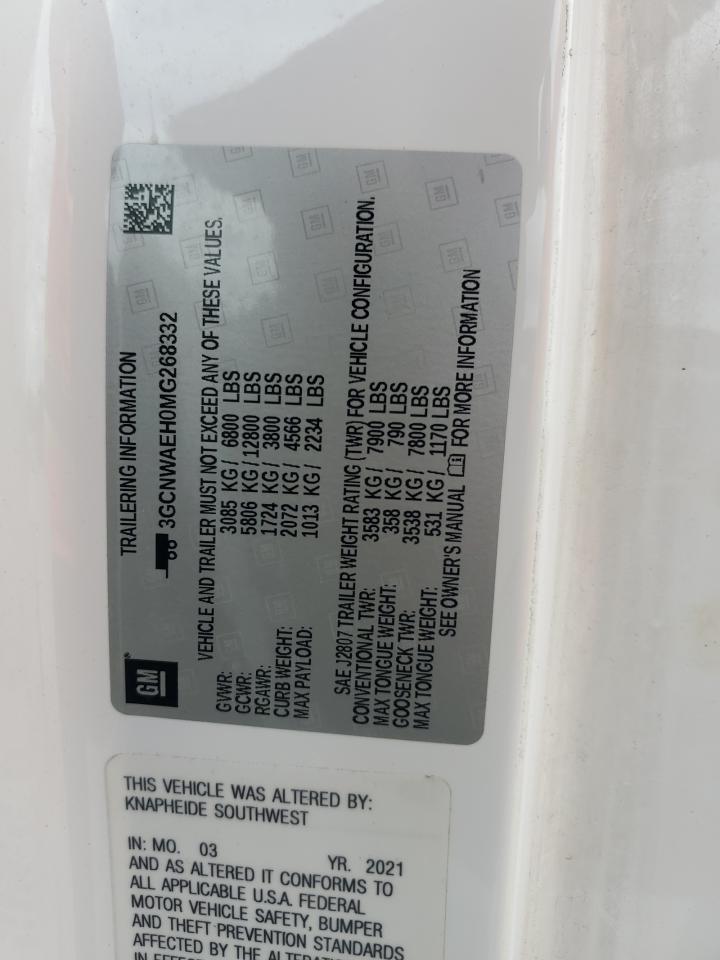 TRAILERING INFORMATION
3GCNWAEH0MG268332
GM
VEHICLE AND TRAILER MUST NOT EXCEED ANY OF THESE VALUES.
GVWR: 3085 KG / 6800 LBS
GCWR: 5806 KG / 12800 LBS
RGAWR: 1724 KG / 3800 LBS
CURB WEIGHT: 2072 KG / 4566 LBS
MAX PAYLOAD: 1013 KG / 2234 LBS
SAE J2807 TRAILER WEIGHT RATING (TWR) FOR VEHICLE CONFIGURATION.
CONVENTIONAL TWR: 3583 KG / 7900 LBS
MAX TONGUE WEIGHT: 358 KG / 790 LBS
GOOSENECK TWR: 3538 KG / 7800 LBS
MAX TONGUE WEIGHT: 531 KG / 1170 LBS
SEE OWNER'S MANUAL FOR MORE INFORMATION
THIS VEHICLE WAS ALTERED BY:
KNAPHEIDE SOUTHWEST
IN: MO. 03 YR. 2021
AND AS ALTERED IT CONFORMS TO
ALL APPLICABLE U.S.A. FEDERAL
MOTOR VEHICLE SAFETY, BUMPER
AND THEFT PREVENTION STANDARDS
AFFECTED BY THE